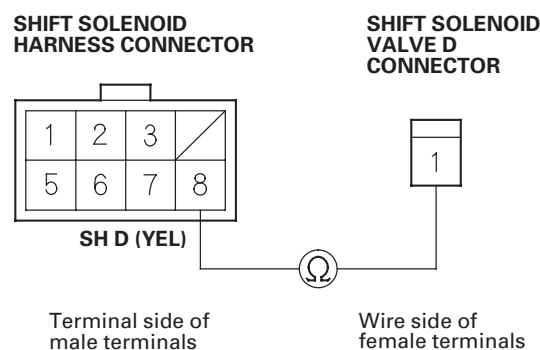 SHIFT SOLENOID
HARNESS CONNECTOR
SHIFT SOLENOID
VALVE D
CONNECTOR
1 2 3
5 6 7 8
1
SH D (YEL)
Ω
Terminal side of
male terminals
Wire side of
female terminals